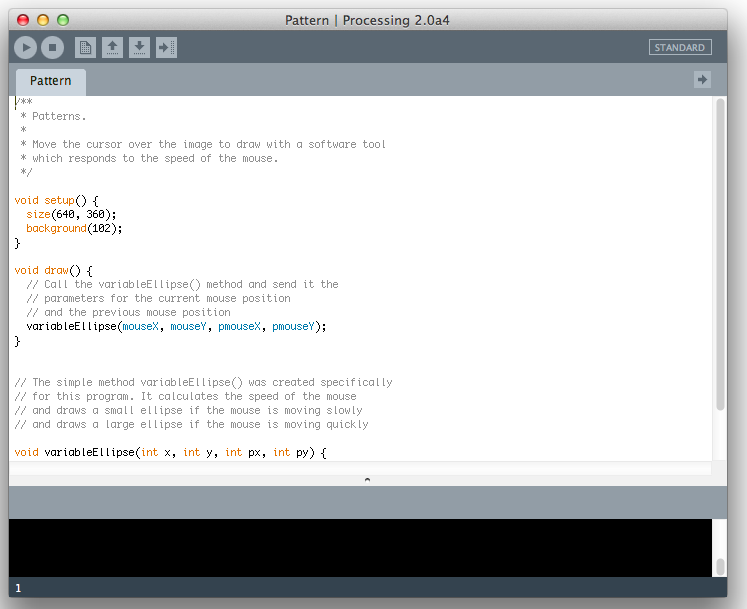 Pattern | Processing 2.0a4
STANDARD
Pattern
/**
 * Patterns.
 *
 * Move the cursor over the image to draw with a software tool
 * which responds to the speed of the mouse.
 */

void setup() {
  size(640, 360);
  background(102);
}

void draw() {
  // Call the variableEllipse() method and send it the
  // parameters for the current mouse position
  // and the previous mouse position
  variableEllipse(mouseX, mouseY, pmouseX, pmouseY);
}


// The simple method variableEllipse() was created specifically
// for this program. It calculates the speed of the mouse
// and draws a small ellipse if the mouse is moving slowly
// and draws a large ellipse if the mouse is moving quickly

void variableEllipse(int x, int y, int px, int py) {
1